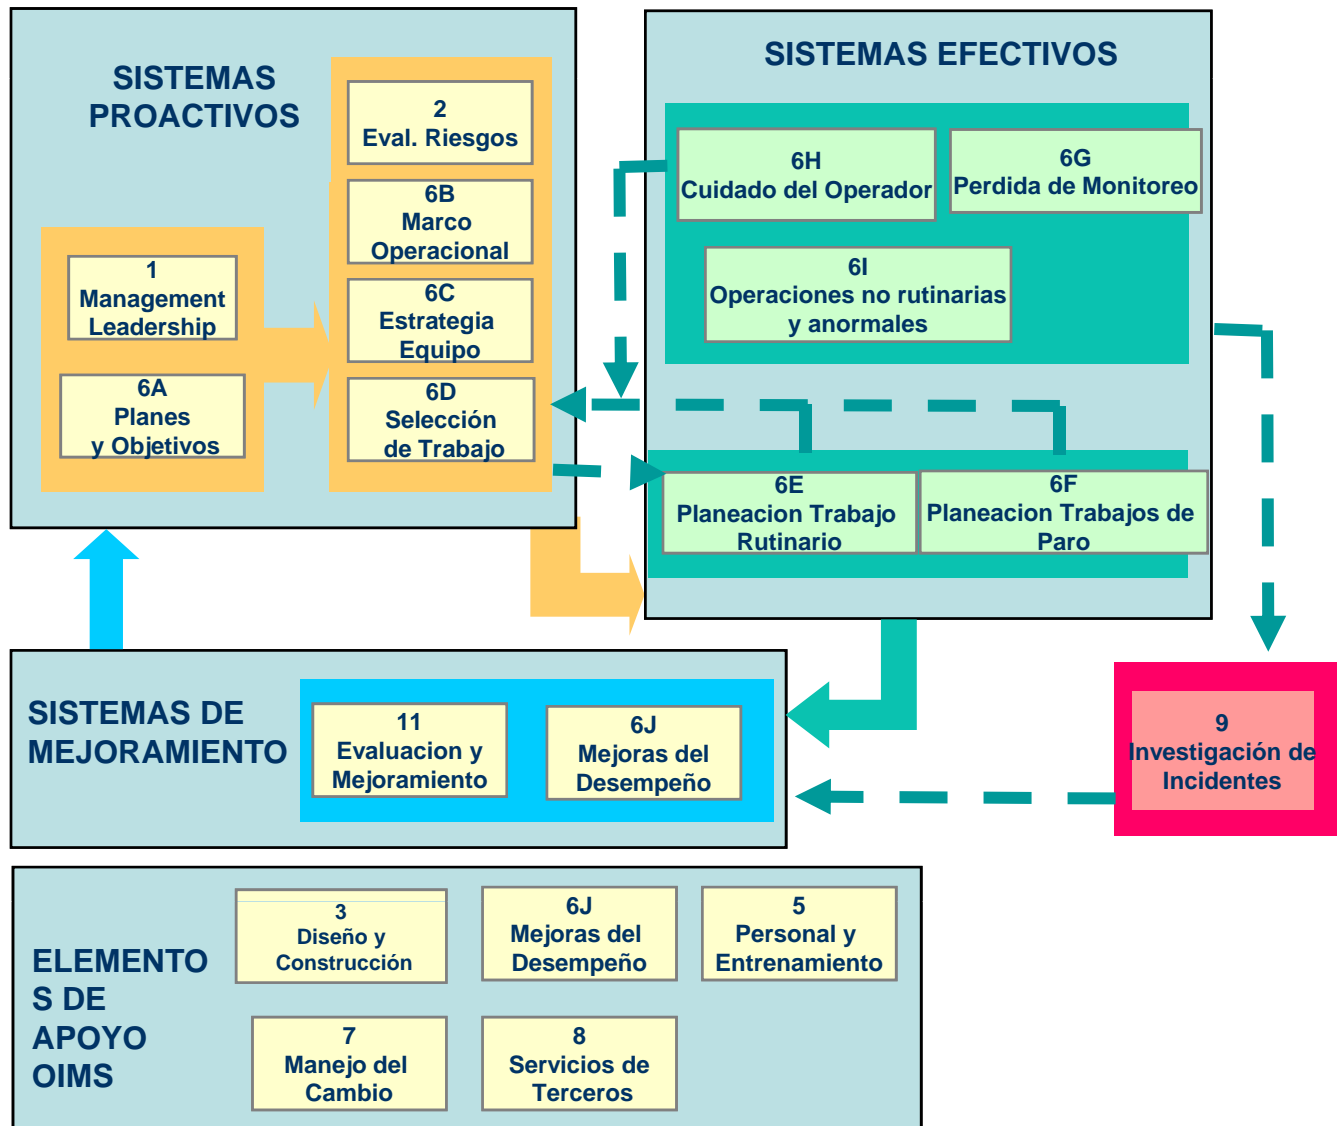 SISTEMAS
PROACTIVOS
1
Management
Leadership
6A
Planes
y Objetivos
2
Eval. Riesgos
6B
Marco
Operacional
6C
Estrategia
Equipo
6D
Selección
de Trabajo
SISTEMAS EFECTIVOS
6H
Cuidado del Operador
6G
Perdida de Monitoreo
6I
Operaciones no rutinarias
y anormales
6E
Planeacion Trabajo
Rutinario
6F
Planeacion Trabajos de
Paro
SISTEMAS DE
MEJORAMIENTO
11
Evaluacion y
Mejoramiento
6J
Mejoras del
Desempeño
9
Investigación de
Incidentes
ELEMENTO
S DE
APOYO
OIMS
3
Diseño y
Construcción
6J
Mejoras del
Desempeño
5
Personal y
Entrenamiento
7
Manejo del
Cambio
8
Servicios de
Terceros